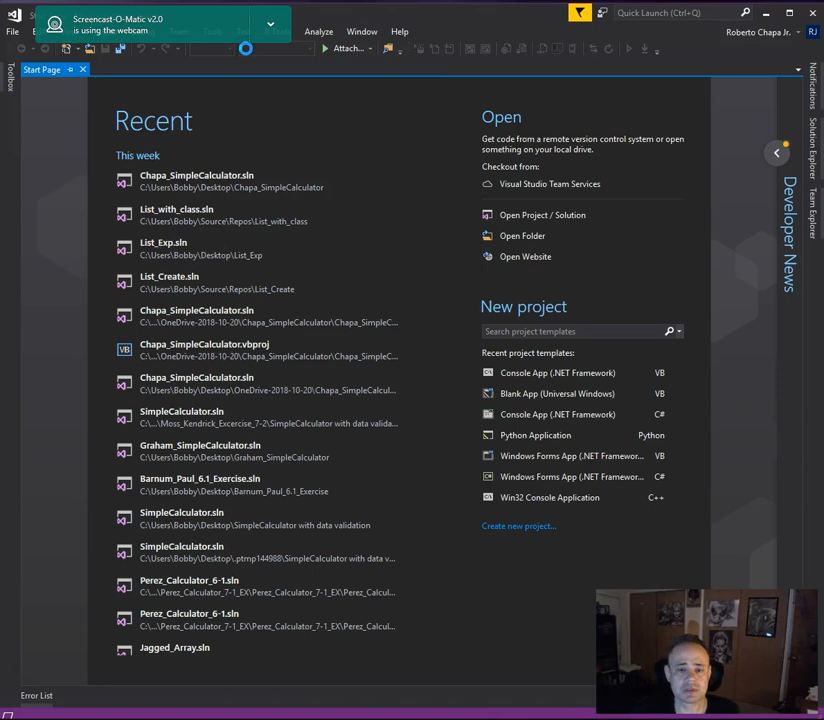 Screencast-O-Matic v2.0
is using the webcam
Quick Launch (Ctrl+Q)
File
Analyze
Window
Help
Roberto Chapa Jr.
RJ
Attach...
Toolbox
Start Page
Notifications
Solution Explorer
Team Explorer
Developer News
Recent
This week
Chapa_SimpleCalculator.sln
C:\Users\Bobby\Desktop\Chapa_SimpleCalculator
List_with_class.sln
C:\Users\Bobby\Source\Repos\List_with_class
List_Exp.sln
C:\Users\Bobby\Desktop\List_Exp
List_Create.sln
C:\Users\Bobby\Source\Repos\List_Create
Chapa_SimpleCalculator.sln
C:\...\OneDrive-2018-10-20\Chapa_SimpleCalculator\Chapa_SimpleC...
VB
Chapa_SimpleCalculator.vbproj
C:\...\OneDrive-2018-10-20\Chapa_SimpleCalculator\Chapa_SimpleC...
Chapa_SimpleCalculator.sln
C:\Users\Bobby\Desktop\OneDrive-2018-10-20\Chapa_SimpleCalcul...
SimpleCalculator.sln
C:\...\Moss_Kendrick_Excercise_7-2\SimpleCalculator with data valida...
Graham_SimpleCalculator.sln
C:\Users\Bobby\Desktop\Graham_SimpleCalculator
Barnum_Paul_6.1_Exercise.sln
C:\Users\Bobby\Desktop\Barnum_Paul_6.1_Exercise
SimpleCalculator.sln
C:\Users\Bobby\Desktop\SimpleCalculator with data validation
SimpleCalculator.sln
C:\Users\Bobby\Desktop\.ptmp144988\SimpleCalculator with data v...
Perez_Calculator_6-1.sln
C:\...\Perez_Calculator_7-1_EX\Perez_Calculator_7-1_EX\Perez_Calcul...
Perez_Calculator_6-1.sln
C:\...\Perez_Calculator_7-1_EX\Perez_Calculator_7-1_EX\Perez_Calcul...
Jagged_Array.sln
Open
Get code from a remote version control system or open
something on your local drive.
Checkout from:
Visual Studio Team Services
Open Project / Solution
Open Folder
Open Website
New project
Search project templates
Recent project templates:
Console App (.NET Framework) VB
Blank App (Universal Windows) VB
Console App (.NET Framework) C#
Python Application Python
Windows Forms App (.NET Framewor... VB
Windows Forms App (.NET Framewor... C#
Win32 Console Application C++
Create new project...
Error List